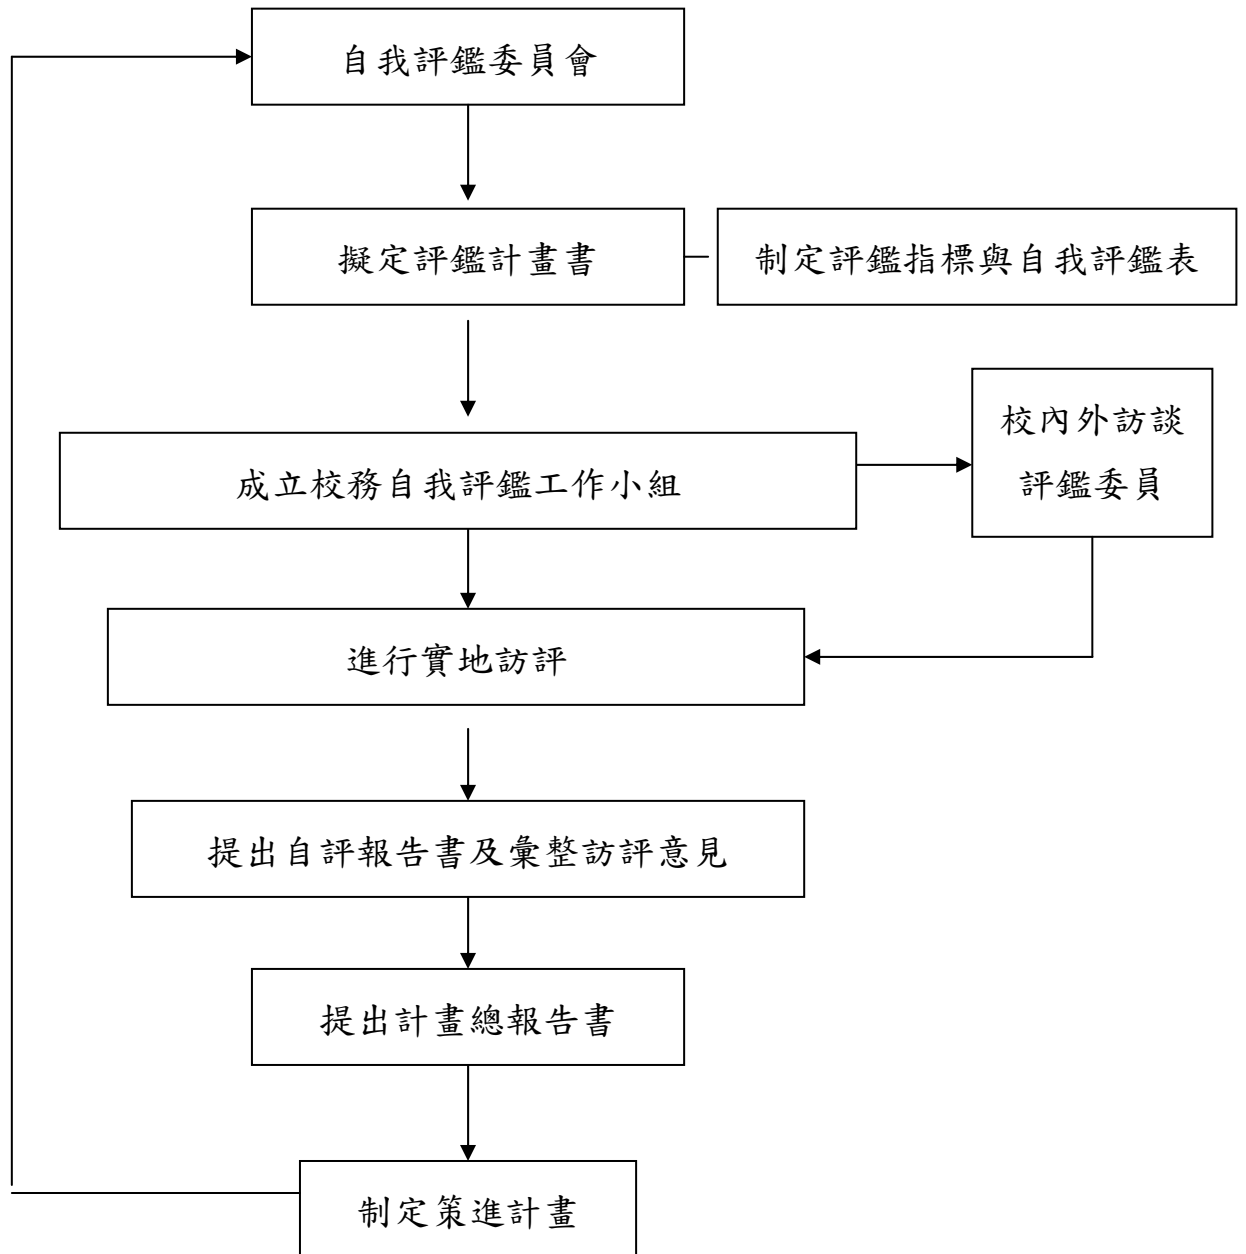 自我評鑑委員會
擬定評鑑計畫書
制定評鑑指標與自我評鑑表
校內外訪談
評鑑委員
成立校務自我評鑑工作小組
進行實地訪評
提出自評報告書及彙整訪評意見
提出計畫總報告書
制定策進計畫